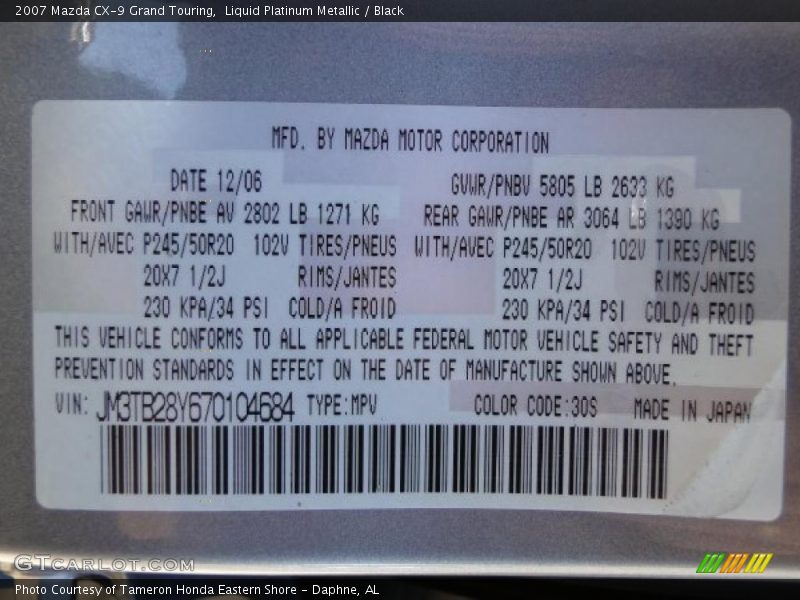 2007 Mazda CX-9 Grand Touring, Liquid Platinum Metallic / Black
MFD. BY MAZDA MOTOR CORPORATION
DATE 12/06 GVWR/PNBV 5805 LB 2633 KG
FRONT GAWR/PNBE AV 2802 LB 1271 KG REAR GAWR/PNBE AR 3064 LB 1390 KG
WITH/AVEC P245/50R20 102V TIRES/PNEUS WITH/AVEC P245/50R20 102V TIRES/PNEUS
20X7 1/2J RIMS/JANTES 20X7 1/2J RIMS/JANTES
230 KPA/34 PSI COLD/A FROID 230 KPA/34 PSI COLD/A FROID
THIS VEHICLE CONFORMS TO ALL APPLICABLE FEDERAL MOTOR VEHICLE SAFETY AND THEFT
PREVENTION STANDARDS IN EFFECT ON THE DATE OF MANUFACTURE SHOWN ABOVE.
VIN: JM3TB28Y670104684 TYPE:MPV COLOR CODE:30S MADE IN JAPAN
GTCARLOT.COM
Photo Courtesy of Tameron Honda Eastern Shore - Daphne, AL